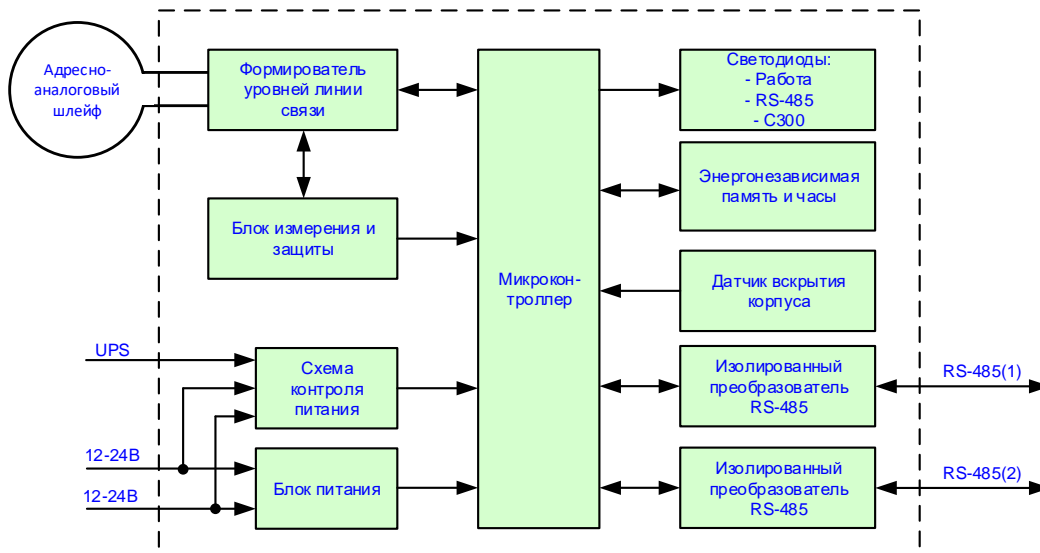 Адресно-
аналоговый
шлейф
Формирователь
уровней линии
связи
Светодиоды:
- Работа
- RS-485
- С300
Энергонезависимая
память и часы
Блок измерения и
защиты
Микрокон-
троллер
Датчик вскрытия
корпуса
UPS
Схема
контроля
питания
Изолированный
преобразователь
RS-485
RS-485(1)
12-24В
12-24В
Блок питания
Изолированный
преобразователь
RS-485
RS-485(2)